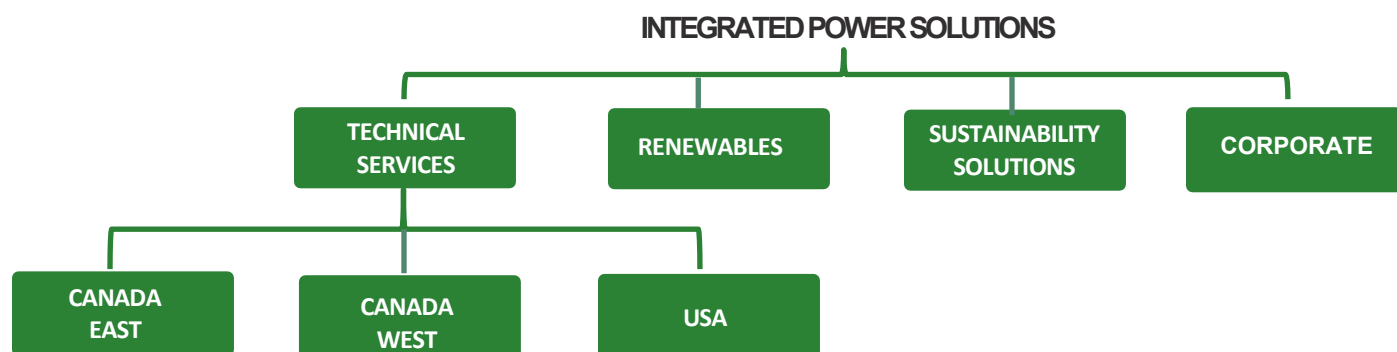 INTEGRATED POWER SOLUTIONS
TECHNICAL
SERVICES
RENEWABLES
SUSTAINABILITY
SOLUTIONS
CORPORATE
CANADA
EAST
CANADA
WEST
USA